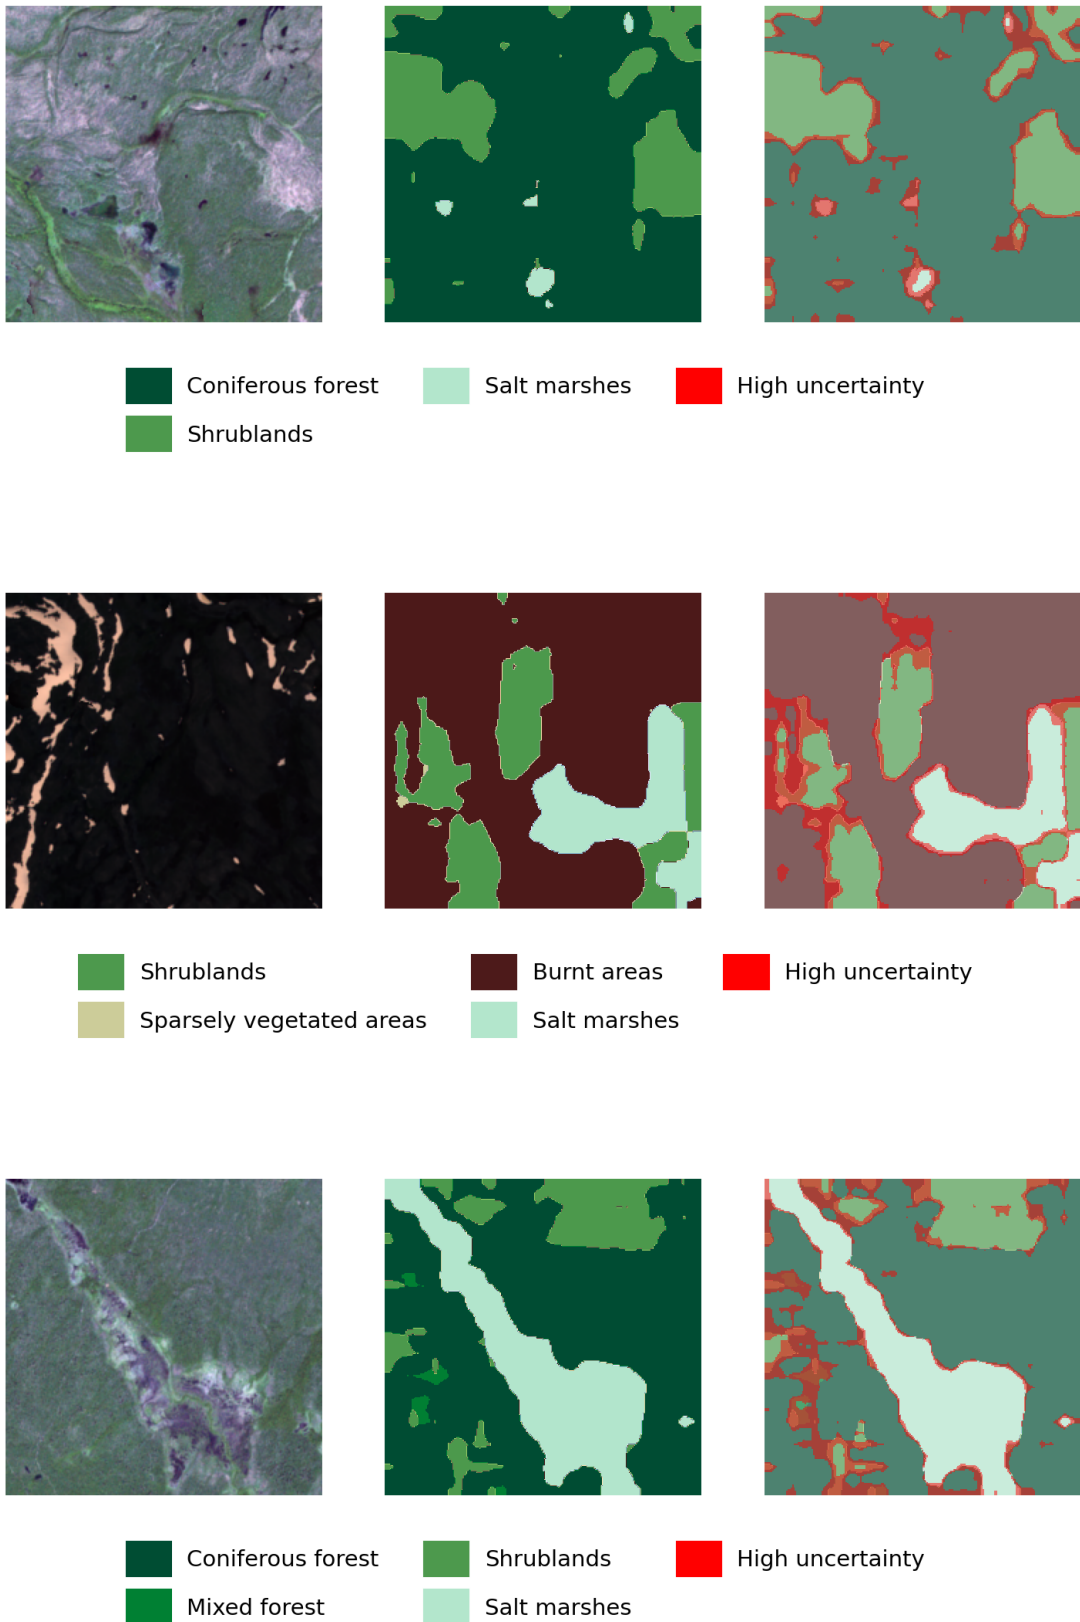 Coniferous forest Salt marshes High uncertainty
Shrublands
Shrublands Burnt areas High uncertainty
Sparsely vegetated areas Salt marshes
Coniferous forest Shrublands High uncertainty
Mixed forest Salt marshes